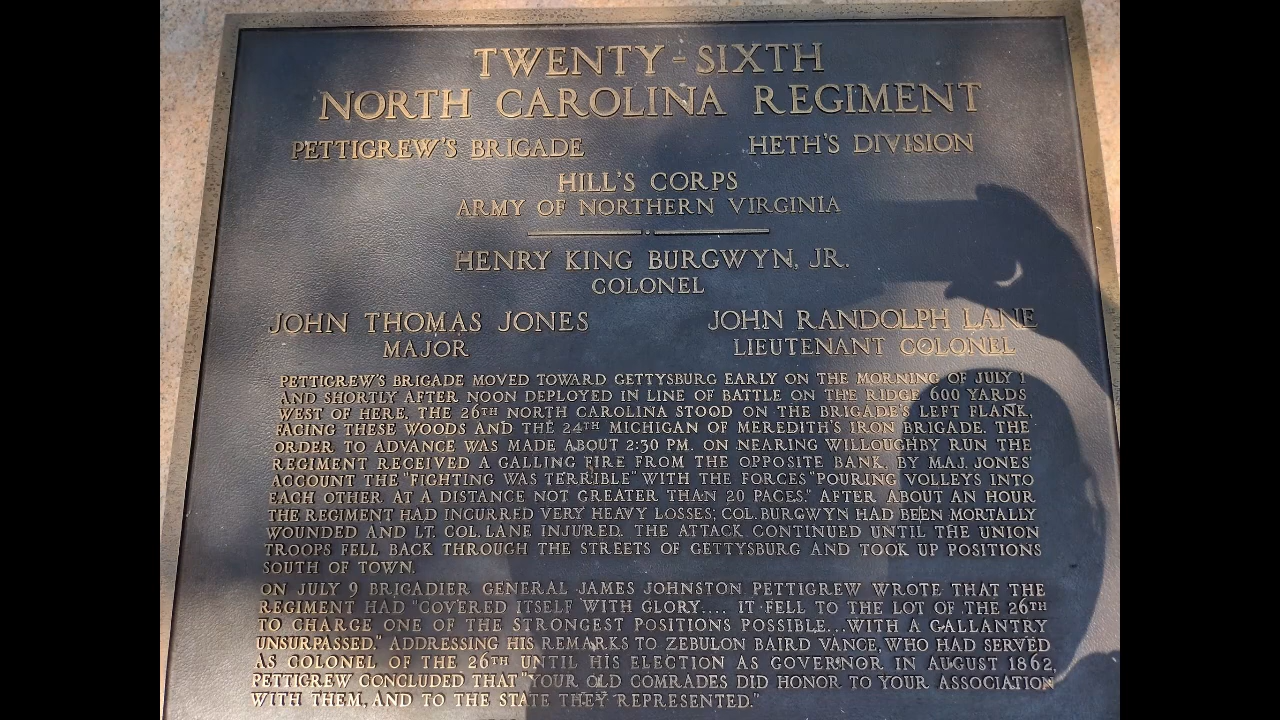 TWENTY-SIXTH
NORTH CAROLINA REGIMENT
PETTIGREW'S BRIGADE HETH'S DIVISION
HILL'S CORPS
ARMY OF NORTHERN VIRGINIA
HENRY KING BURGWYN, JR.
COLONEL
JOHN THOMAS JONES JOHN RANDOLPH LANE
MAJOR LIEUTENANT COLONEL
PETTIGREW'S BRIGADE MOVED TOWARD GETTYSBURG EARLY ON THE MORNING OF JULY 1
AND SHORTLY AFTER NOON DEPLOYED IN LINE OF BATTLE ON THE RIDGE 600 YARDS
WEST OF HERE. THE 26TH NORTH CAROLINA STOOD ON THE BRIGADE'S LEFT FLANK,
FACING THESE WOODS AND THE 24TH MICHIGAN OF MEREDITH'S IRON BRIGADE. THE
ORDER TO ADVANCE WAS MADE ABOUT 2:30 PM. ON NEARING WILLOUGHBY RUN THE
REGIMENT RECEIVED A GALLING FIRE FROM THE OPPOSITE BANK. BY MAJ. JONES'
ACCOUNT THE "FIGHTING WAS TERRIBLE" WITH THE FORCES "POURING VOLLEYS INTO
EACH OTHER AT A DISTANCE NOT GREATER THAN 20 PACES." AFTER ABOUT AN HOUR
THE REGIMENT HAD INCURRED VERY HEAVY LOSSES; COL. BURGWYN HAD BEEN MORTALLY
WOUNDED AND LT. COL. LANE INJURED. THE ATTACK CONTINUED UNTIL THE UNION
TROOPS FELL BACK THROUGH THE STREETS OF GETTYSBURG AND TOOK UP POSITIONS
SOUTH OF TOWN.
ON JULY 9 BRIGADIER GENERAL JAMES JOHNSTON PETTIGREW WROTE THAT THE
REGIMENT HAD "COVERED ITSELF WITH GLORY.... IT FELL TO THE LOT OF THE 26TH
TO CHARGE ONE OF THE STRONGEST POSITIONS POSSIBLE...WITH A GALLANTRY
UNSURPASSED." ADDRESSING HIS REMARKS TO ZEBULON BAIRD VANCE, WHO HAD SERVED
AS COLONEL OF THE 26TH UNTIL HIS ELECTION AS GOVERNOR IN AUGUST 1862,
PETTIGREW CONCLUDED THAT "YOUR OLD COMRADES DID HONOR TO YOUR ASSOCIATION
WITH THEM, AND TO THE STATE THEY REPRESENTED."